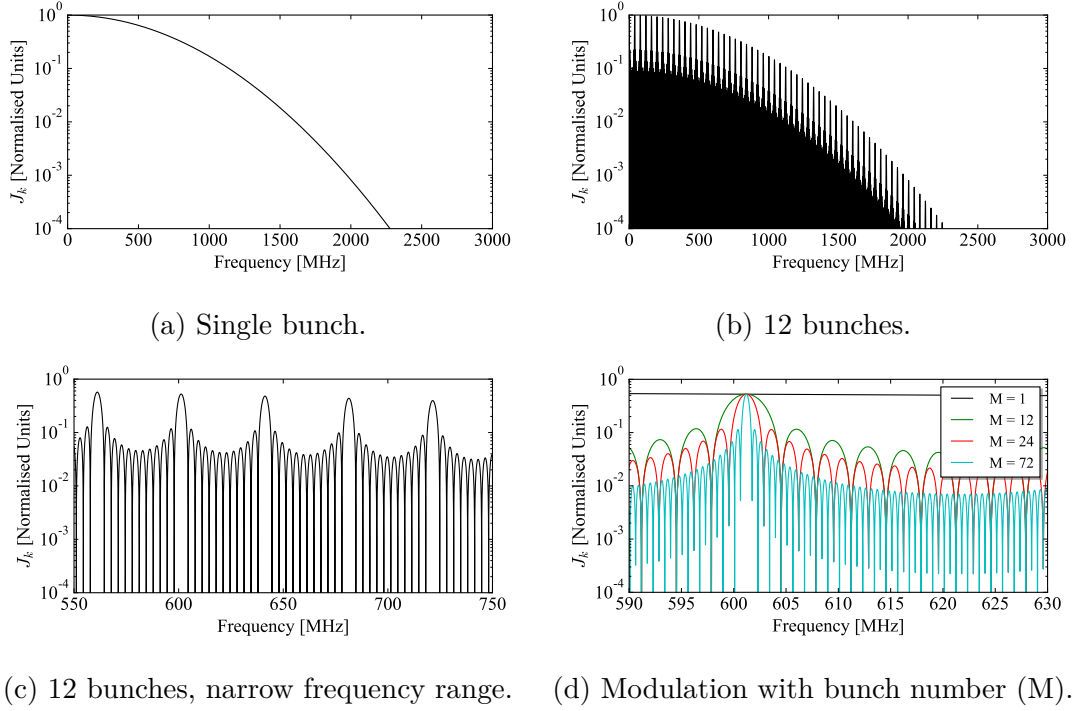 10^0
10^{-1}
10^{-2}
10^{-3}
10^{-4}
J_k [Normalised Units]
0 500 1000 1500 2000 2500 3000
Frequency [MHz]
(a) Single bunch.
10^0
10^{-1}
10^{-2}
10^{-3}
10^{-4}
J_k [Normalised Units]
0 500 1000 1500 2000 2500 3000
Frequency [MHz]
(b) 12 bunches.
10^0
10^{-1}
10^{-2}
10^{-3}
10^{-4}
J_k [Normalised Units]
550 600 650 700 750
Frequency [MHz]
(c) 12 bunches, narrow frequency range.
10^0
10^{-1}
10^{-2}
10^{-3}
10^{-4}
J_k [Normalised Units]
M = 1
M = 12
M = 24
M = 72
590 595 600 605 610 615 620 625 630
Frequency [MHz]
(d) Modulation with bunch number (M).